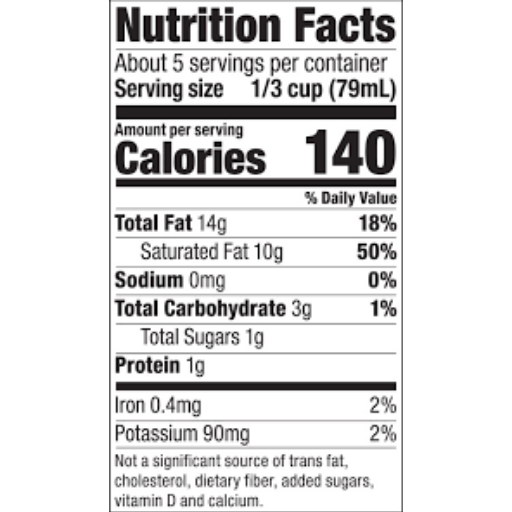 Nutrition Facts
About 5 servings per container
Serving size 1/3 cup (79mL)
Amount per serving
Calories 140
% Daily Value
Total Fat 14g 18%
Saturated Fat 10g 50%
Sodium 0mg 0%
Total Carbohydrate 3g 1%
Total Sugars 1g
Protein 1g
Iron 0.4mg 2%
Potassium 90mg 2%
Not a significant source of trans fat,
cholesterol, dietary fiber, added sugars,
vitamin D and calcium.